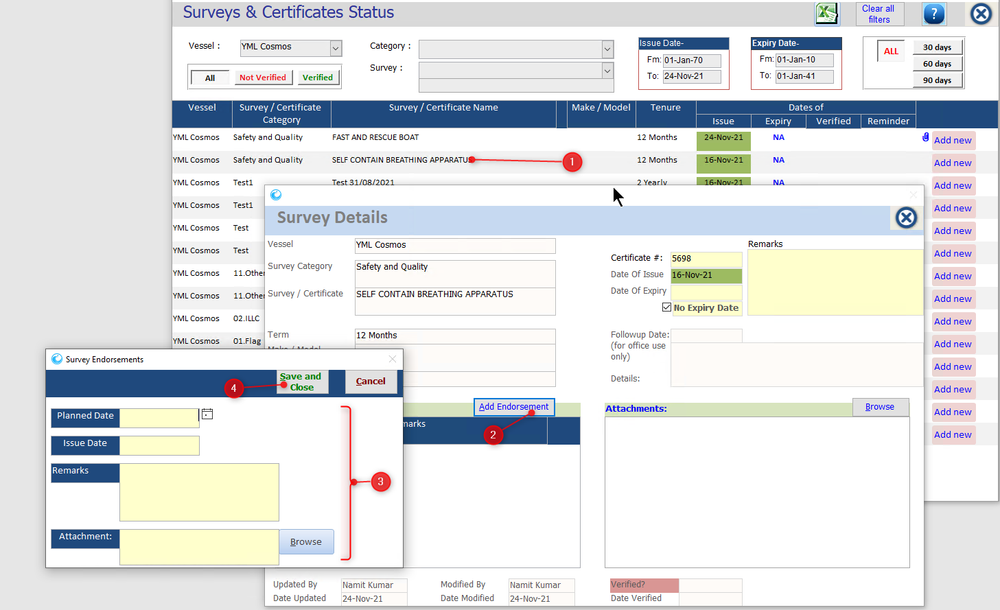 Surveys & Certificates Status
Clear all
filters
?
Vessel :
YML Cosmos
Category :
Survey :
All
Not Verified
Verified
Issue Date-
Fm:
01-Jan-70
To:
24-Nov-21
Expiry Date-
Fm:
01-Jan-10
To:
01-Jan-41
ALL
30 days
60 days
90 days
Vessel
Survey / Certificate
Category
Survey / Certificate Name
Make / Model
Tenure
Dates of
Issue
Expiry
Verified
Reminder
YML Cosmos Safety and Quality FAST AND RESCUE BOAT 12 Months 24-Nov-21 NA Add new
YML Cosmos Safety and Quality SELF CONTAIN BREATHING APPARATUS 1 12 Months 16-Nov-21 NA Add new
YML Cosmos Test1 Test 31/08/2021 2 Yearly 16-Nov-21 NA Add new
YML Cosmos Test1 Add new
YML Cosmos Test Add new
YML Cosmos Test Add new
YML Cosmos 11.Other Add new
YML Cosmos 11.Other Add new
YML Cosmos 02.ILLC Add new
YML Cosmos 01.Flag Add new
Add new
Add new
Add new
Add new
Survey Details
Vessel
YML Cosmos
Survey Category
Safety and Quality
Survey / Certificate
SELF CONTAIN BREATHING APPARATUS
Term
12 Months
Make / Model
Certificate #:
5698
Date Of Issue
16-Nov-21
Date Of Expiry
No Expiry Date
Remarks
Followup Date:
(for office use
only)
Details:
Add Endorsement
2
marks
Attachments:
Browse
Updated By
Namit Kumar
Date Updated
24-Nov-21
Modified By
Namit Kumar
Date Modified
24-Nov-21
Verified?
Date Verified
Survey Endorsements
4
Save and
Close
Cancel
Planned Date
Issue Date
Remarks
Attachment:
Browse
3